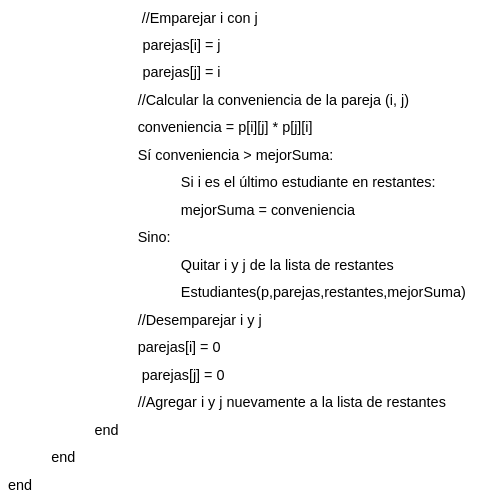 //Emparejar i con j
parejas[i] = j
parejas[j] = i
//Calcular la conveniencia de la pareja (i, j)
conveniencia = p[i][j] * p[j][i]
Sí conveniencia > mejorSuma:
Si i es el último estudiante en restantes:
mejorSuma = conveniencia
Sino:
Quitar i y j de la lista de restantes
Estudiantes(p,parejas,restantes,mejorSuma)
//Desemparejar i y j
parejas[i] = 0
parejas[j] = 0
//Agregar i y j nuevamente a la lista de restantes
end
end
end